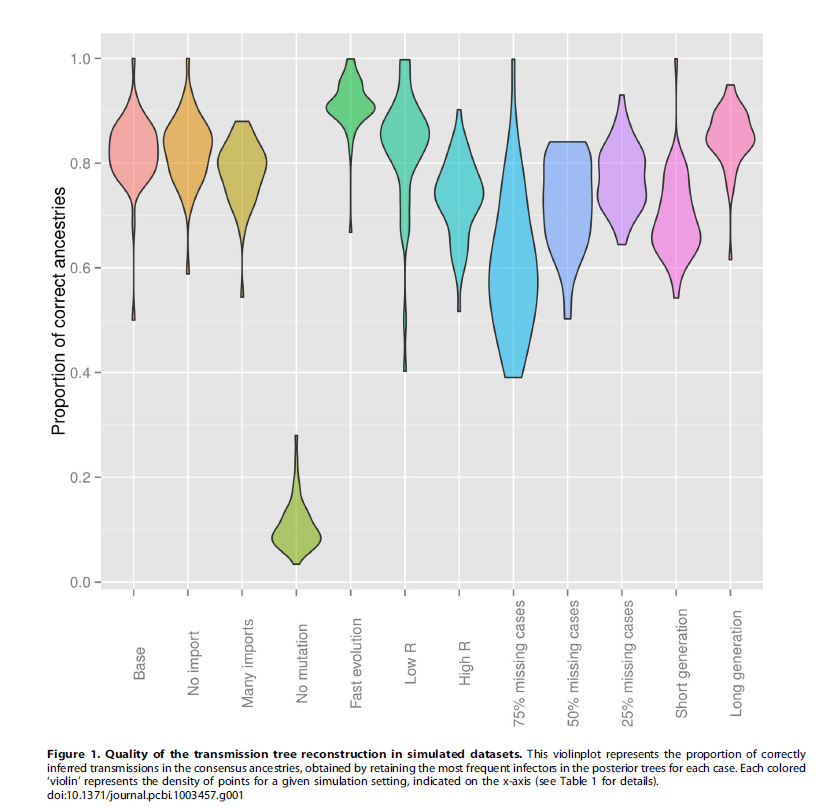 Proportion of correct ancestries
1.0
0.8
0.6
0.4
0.2
0.0
Base
No import
Many imports
No mutation
Fast evolution
Low R
High R
75% missing cases
50% missing cases
25% missing cases
Short generation
Long generation
Figure 1. Quality of the transmission tree reconstruction in simulated datasets. This violinplot represents the proportion of correctly
inferred transmissions in the consensus ancestries, obtained by retaining the most frequent infectors in the posterior trees for each case. Each colored
‘violin’ represents the density of points for a given simulation setting, indicated on the x-axis (see Table 1 for details).
doi:10.1371/journal.pcbi.1003457.g001